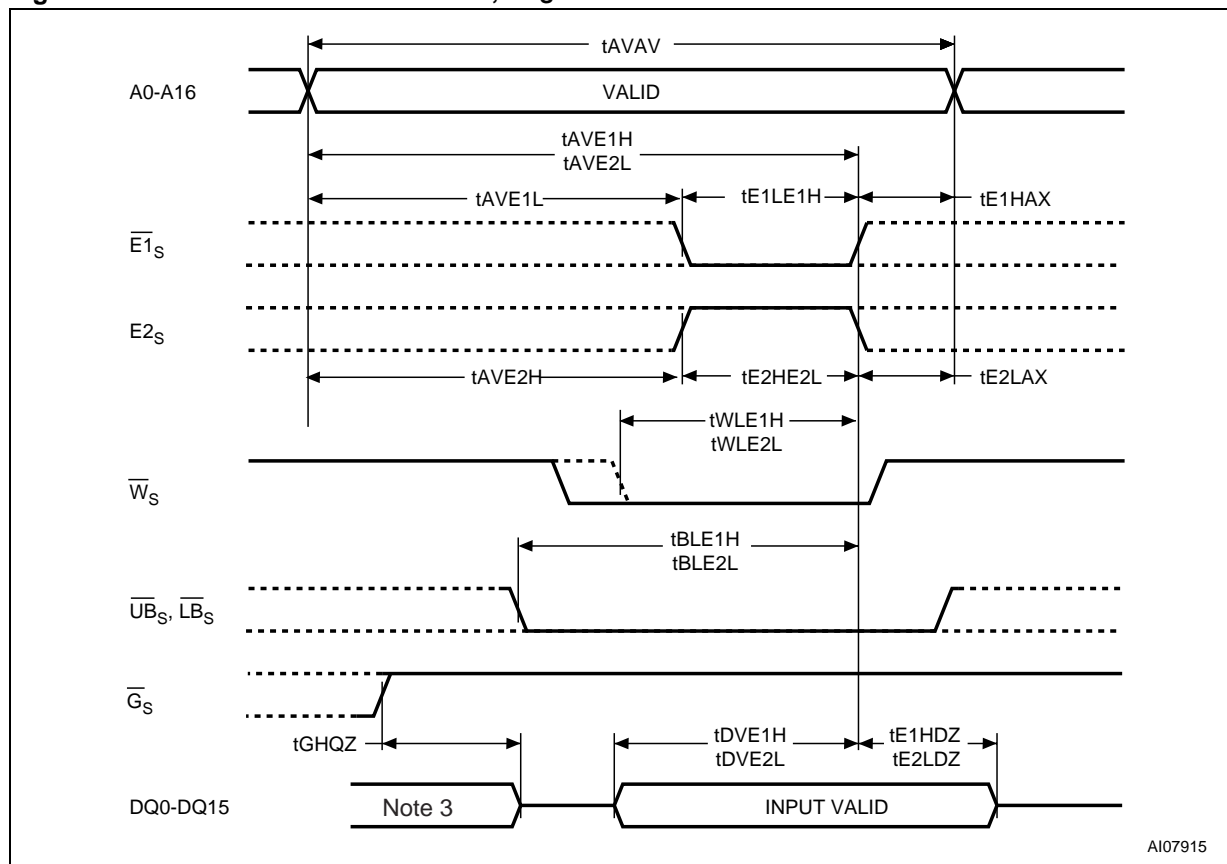 tAVAV
A0-A16
VALID
tAVE1H
tAVE2L
tAVE1L
tE1LE1H
tE1HAX
E1S
E2S
tAVE2H
tE2HE2L
tE2LAX
tWLE1H
tWLE2L
WS
tBLE1H
tBLE2L
UBS, LBS
GS
tGHQZ
tDVE1H
tDVE2L
tE1HDZ
tE2LDZ
DQ0-DQ15
Note 3
INPUT VALID
AI07915